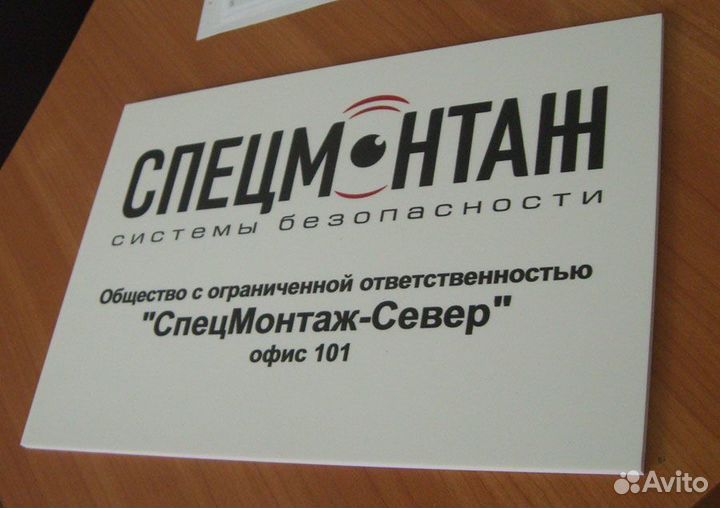 СПЕЦМОНТАЖ
системы безопасности
Общество с ограниченной ответственностью
"СпецМонтаж-Север"
офис 101
Avito